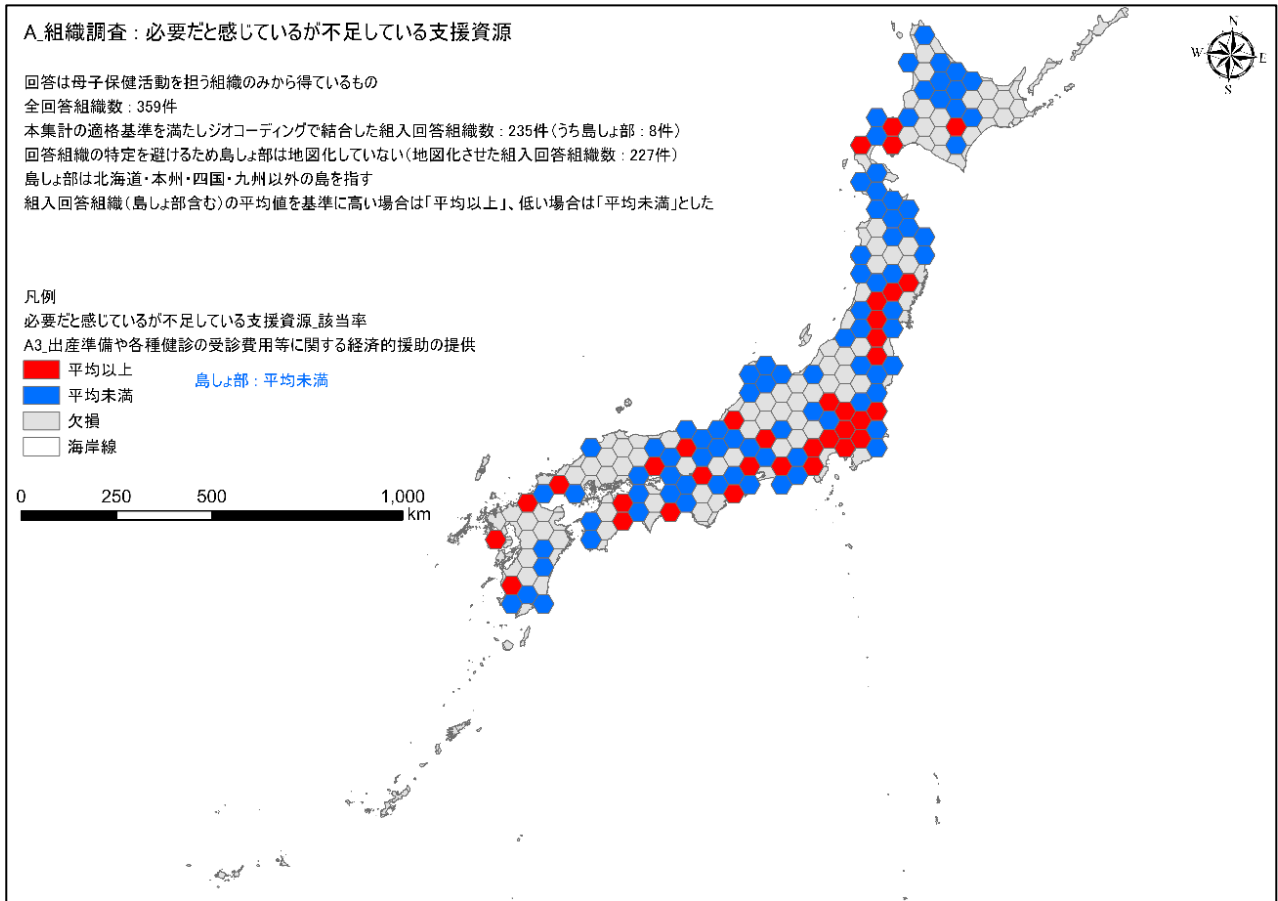 A_組織調査：必要だと感じているが不足している支援資源
回答は母子保健活動を担う組織のみから得ているもの
全回答組織数：359件
本集計の適格基準を満たしジオコーディングで結合した組入回答組織数：235件（うち島しょ部：8件）
回答組織の特定を避けるため島しょ部は地図化していない（地図化させた組入回答組織数：227件）
島しょ部は北海道・本州・四国・九州以外の島を指す
組入回答組織（島しょ部含む）の平均値を基準に高い場合は「平均以上」、低い場合は「平均未満」とした
N
W
E
S
凡例
必要だと感じているが不足している支援資源_該当率
A3_出産準備や各種健診の受診費用等に関する経済的援助の提供
平均以上
島しょ部：平均未満
平均未満
欠損
海岸線
0 250 500 1,000
km